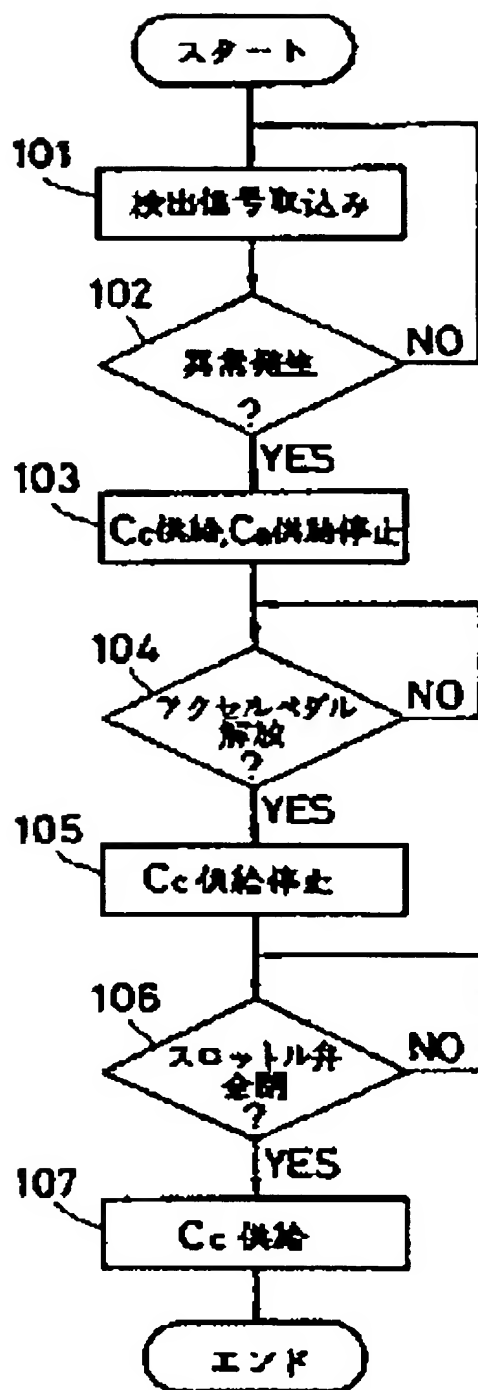 スタート
101
検出信号取込み
102
異常発生
?
NO
YES
103
Cc供給,Ca供給停止
104
アクセルペダル
解放
?
NO
YES
105
Cc供給停止
106
スロットル弁
全閉
?
NO
YES
107
Cc供給
エンド